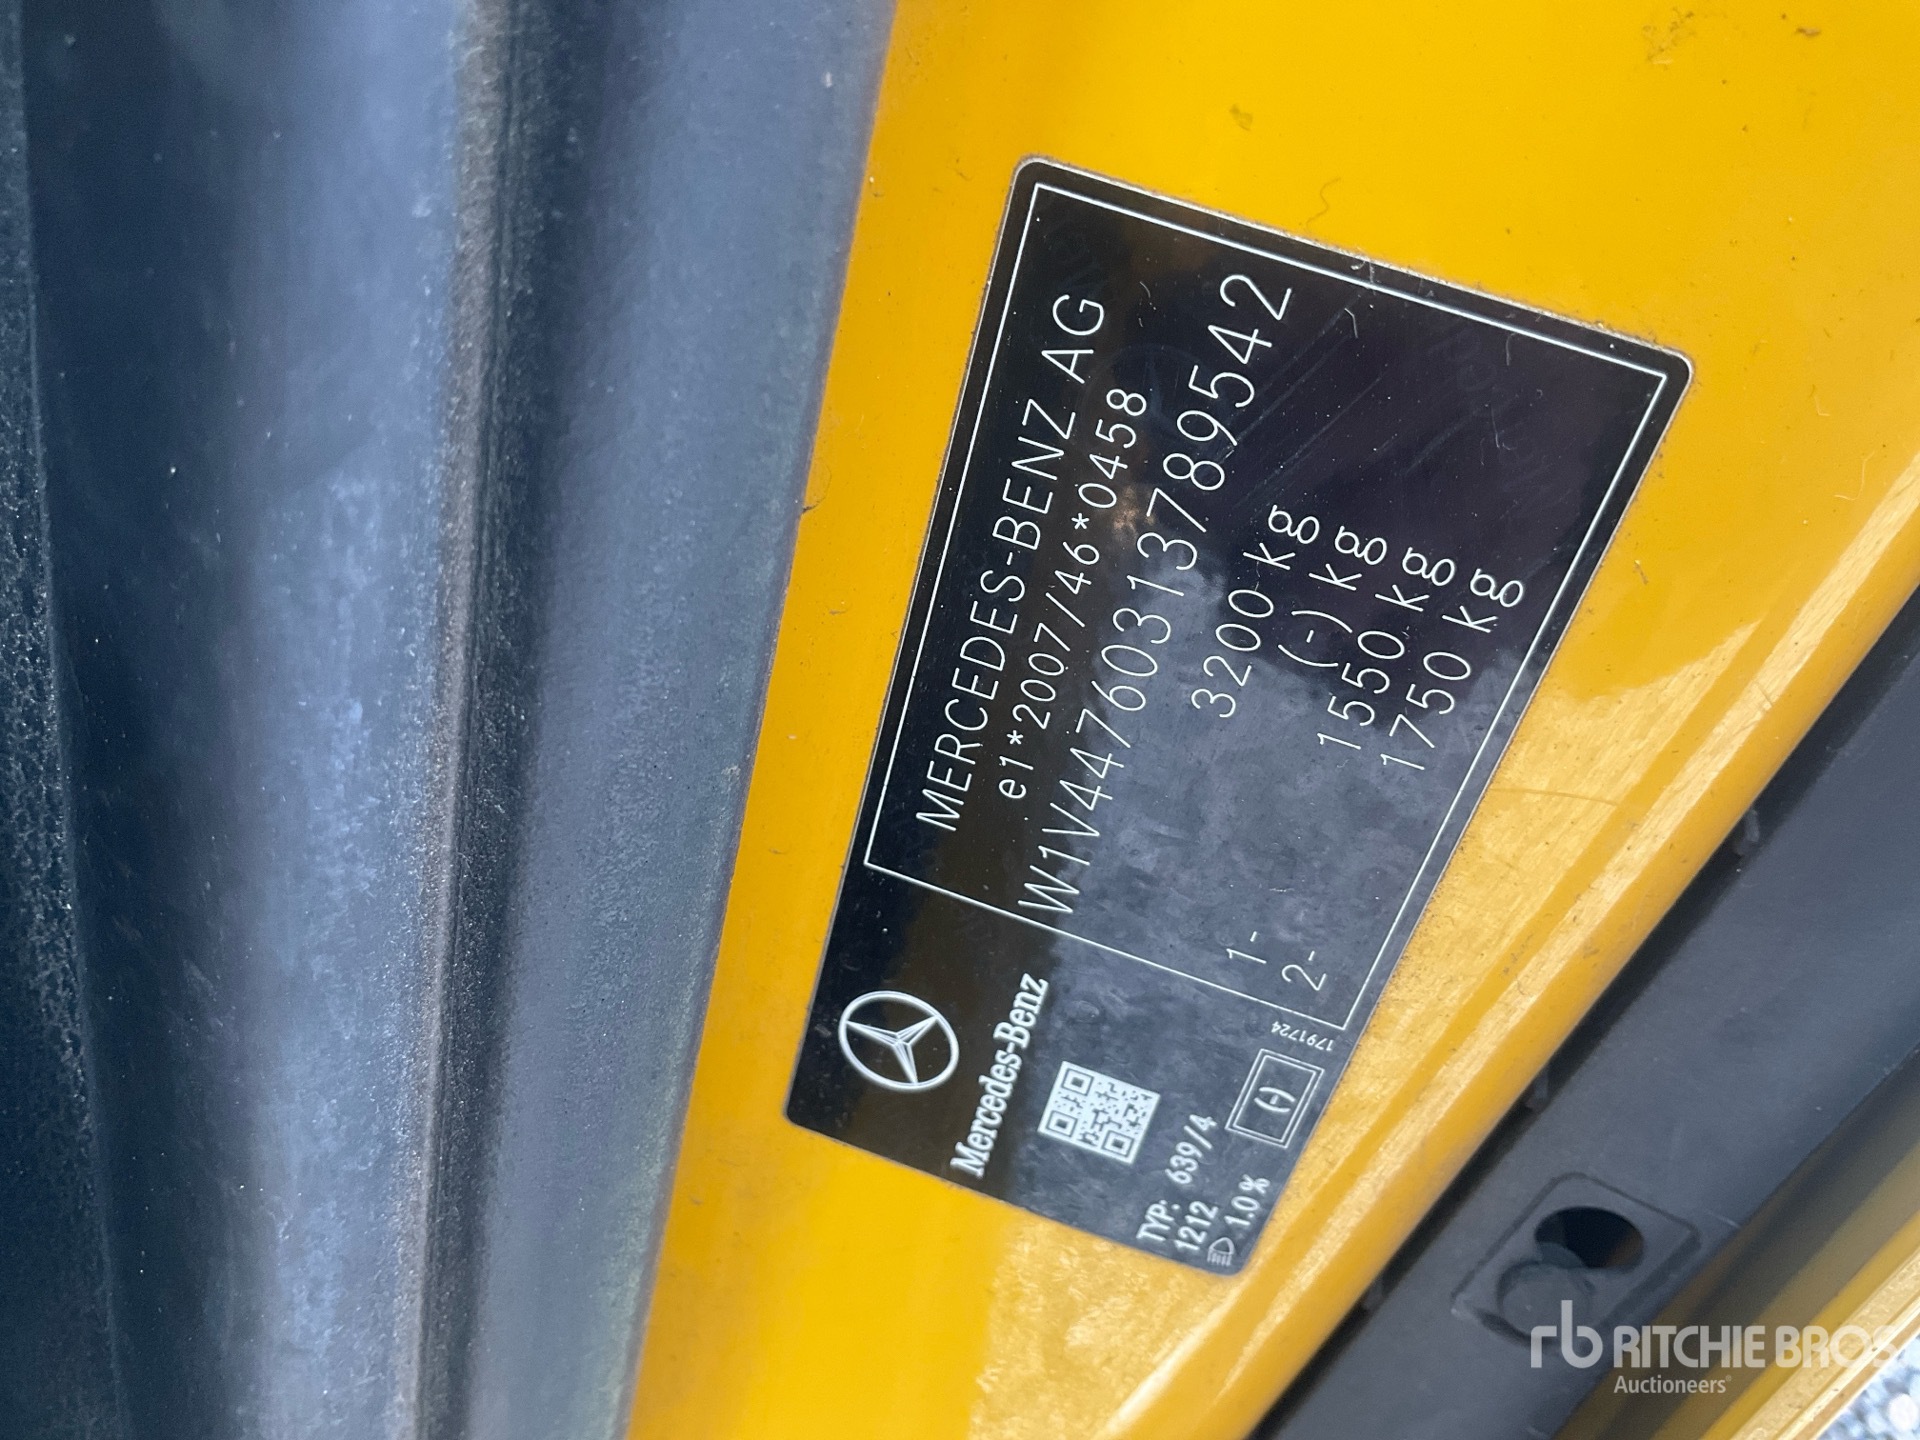 MERCEDES-BENZ AG
e1*2007/46*0458
W1V44760313789542
3200 kg
(-) kg
1- 1550 kg
2- 1750 kg
Mercedes-Benz
TYP: 639/4
1212
1.0 %
(-)
1791724
rb RITCHIE BROS
Auctioneers